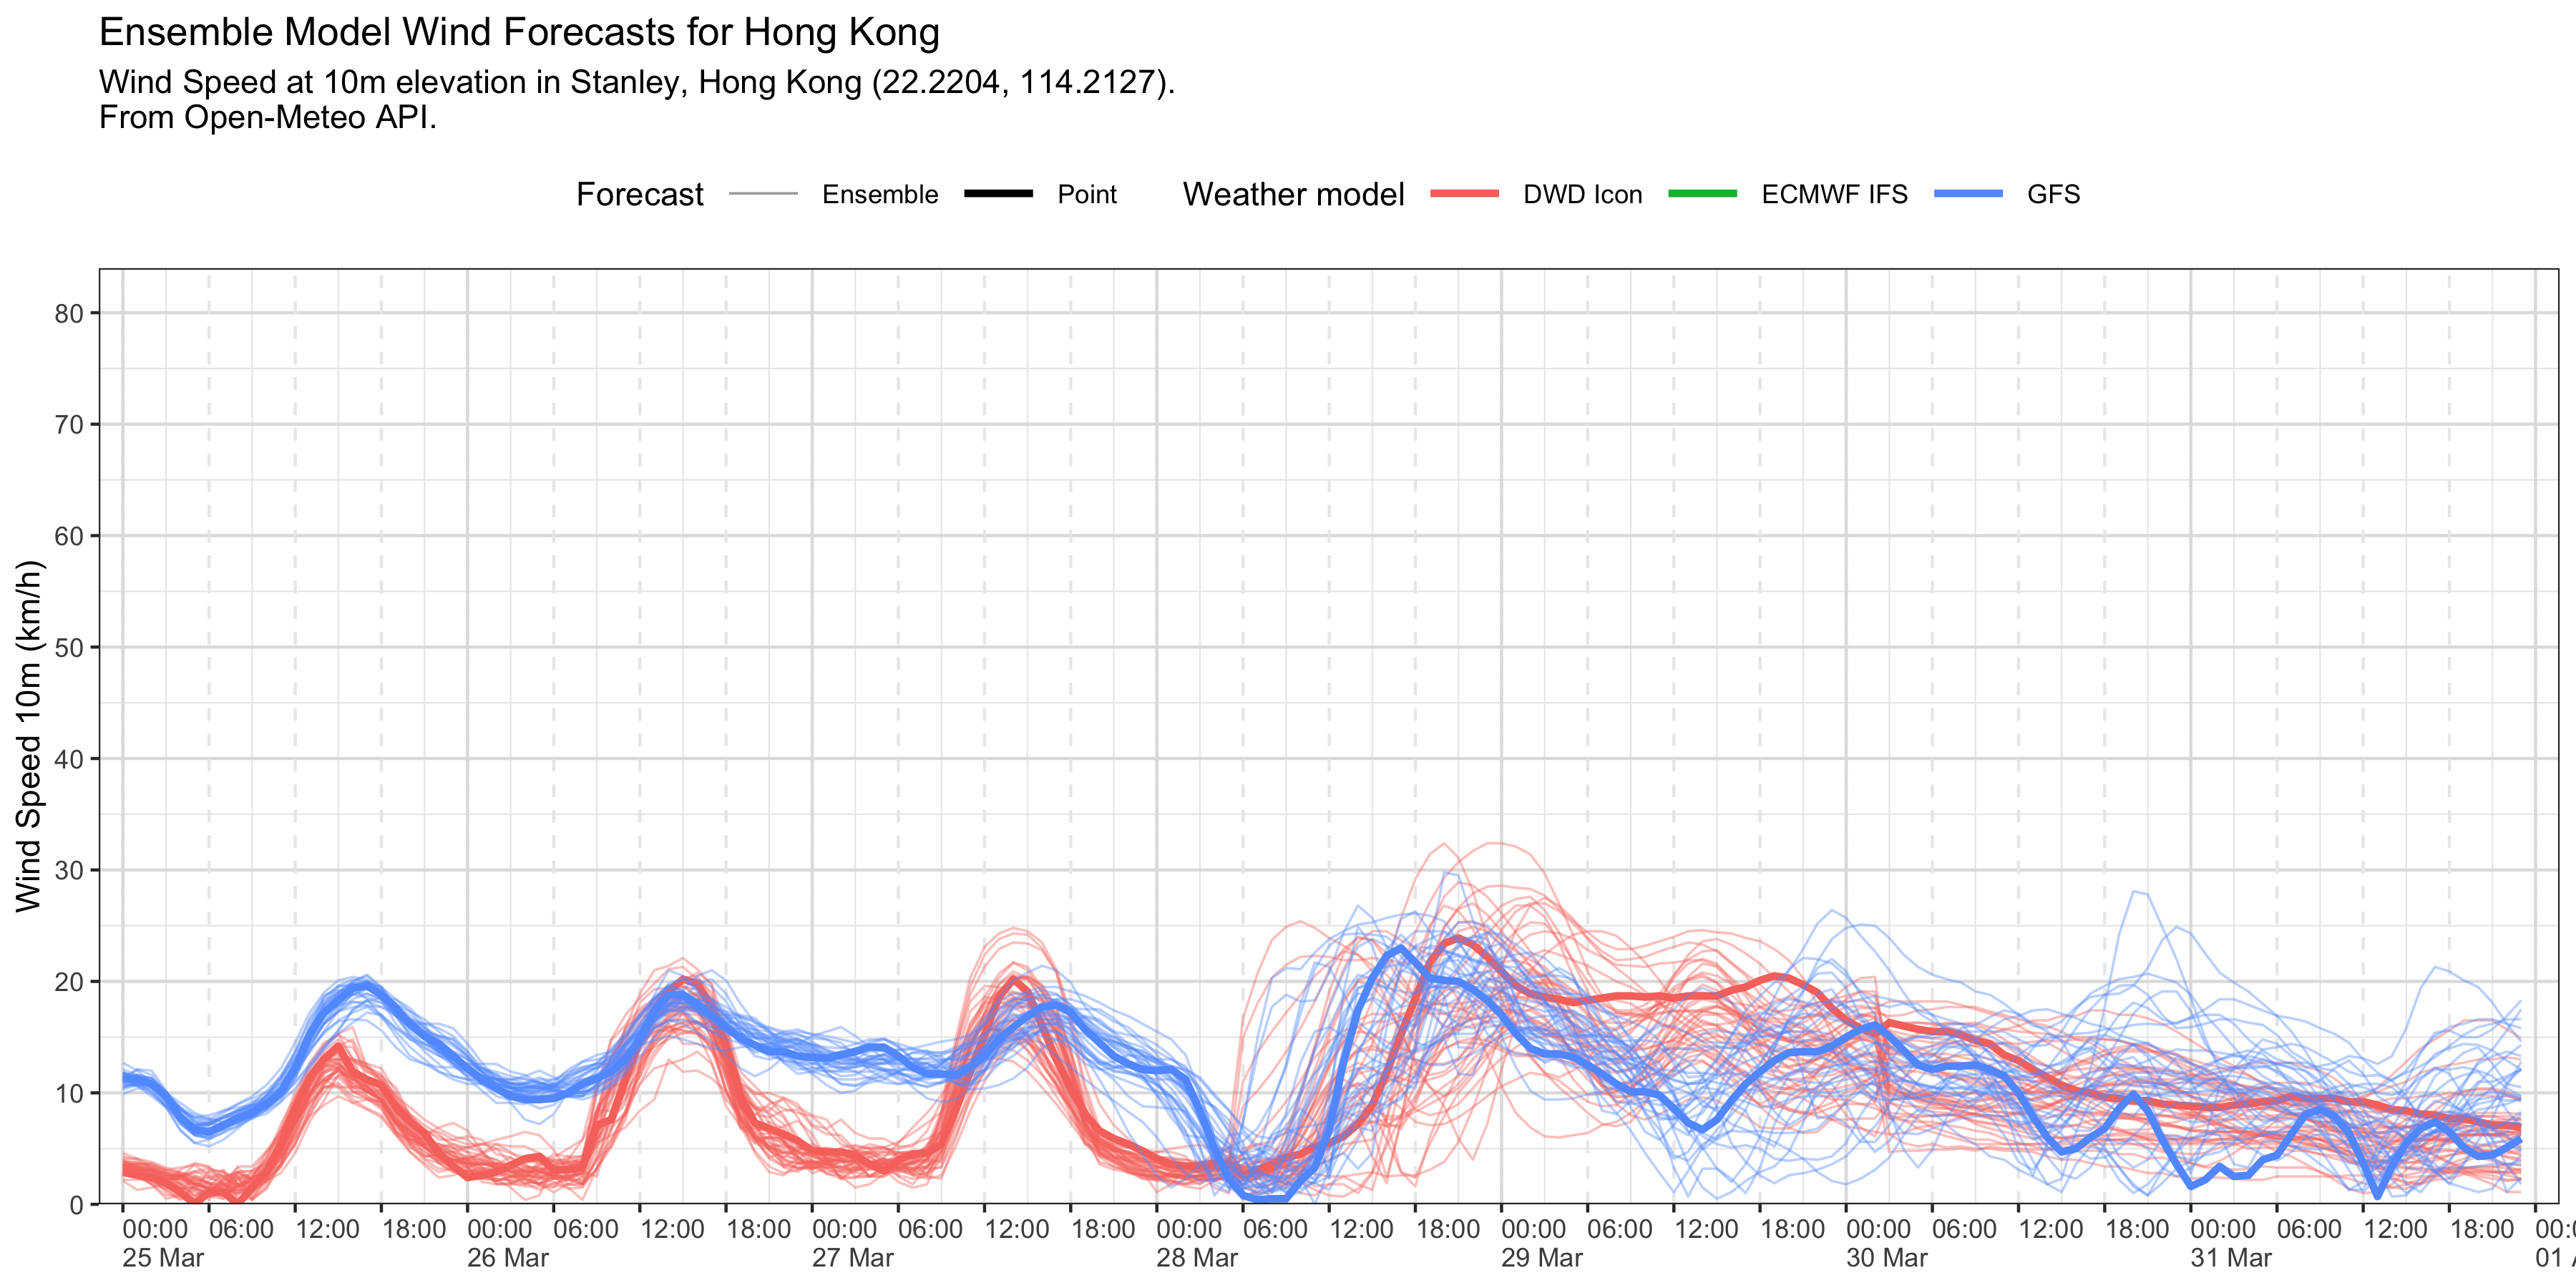 Ensemble Model Wind Forecasts for Hong Kong
Wind Speed at 10m elevation in Stanley, Hong Kong (22.2204, 114.2127).
From Open-Meteo API.
Forecast Ensemble Point Weather model DWD Icon ECMWF IFS GFS
Wind Speed 10m (km/h)
80
70
60
50
40
30
20
10
0
00:00 06:00 12:00 18:00 00:00 06:00 12:00 18:00 00:00 06:00 12:00 18:00 00:00 06:00 12:00 18:00 00:00 06:00 12:00 18:00 00:00 06:00 12:00 18:00 00:00 06:00 12:00 18:00
25 Mar 26 Mar 27 Mar 28 Mar 29 Mar 30 Mar 31 Mar 01